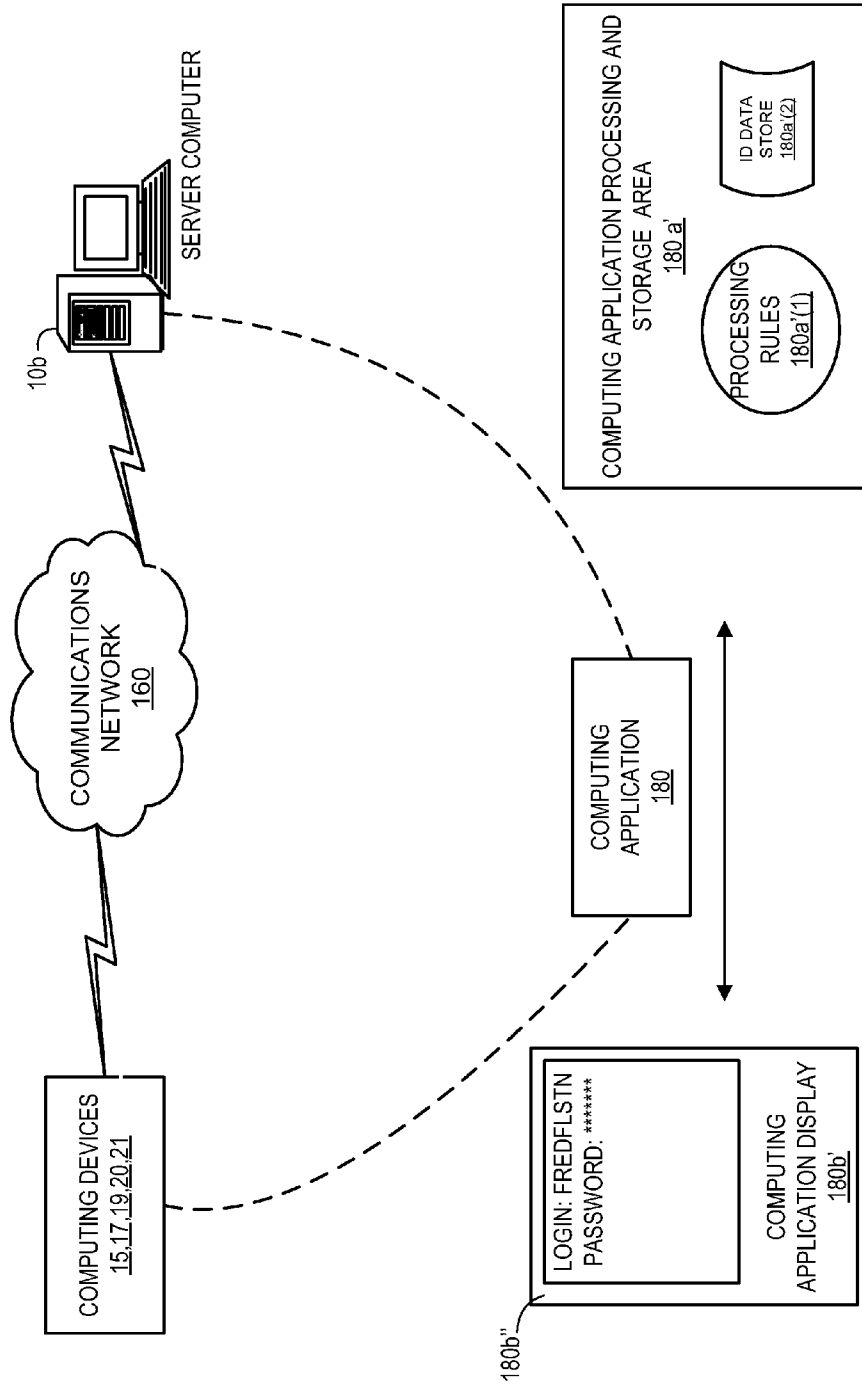 COMPUTING DEVICES
15,17,19,20,21
COMMUNICATIONS
NETWORK
160
10b
SERVER COMPUTER
COMPUTING
APPLICATION
180
180b"
LOGIN: FREDFLSTN
PASSWORD: *******
COMPUTING
APPLICATION DISPLAY
180b'
COMPUTING APPLICATION PROCESSING AND
STORAGE AREA
180 a'
PROCESSING
RULES
180a'(1)
ID DATA
STORE
180a'(2)